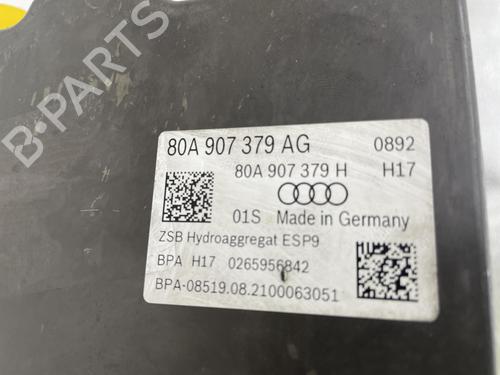 B-PARTS
80A 907 379 AG 0892
80A 907 379 H H17
01S Made in Germany
ZSB Hydroaggregat ESP9
BPA H17 0265956842
BPA-08519.08.2100063051